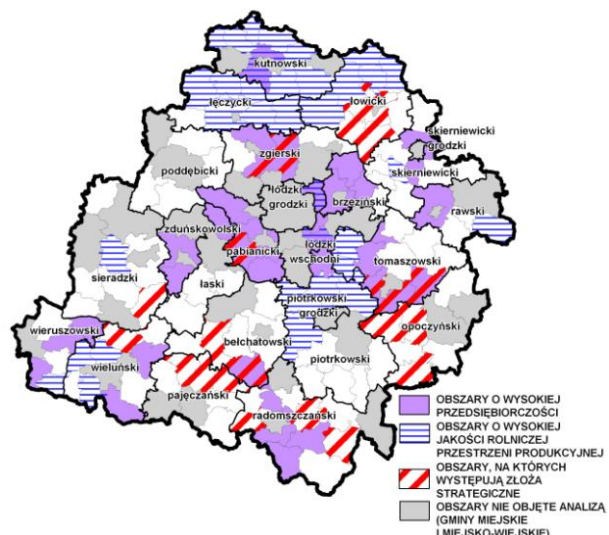 kutnowski
łęczycki
łowicki
skierniewicki
grodzki
zgierski
poddębicki
łódzki
grodzki
skierniewicki
brzeziński
rawski
zduńskowolski
pabianicki
łódzki
wschodni
tomaszowski
sieradzki
łaski
piotrkowski
grodzki
opoczyński
wieruszowski
bełchatowski
piotrkowski
wieluński
pajęczański
radomszczański
OBSZARY O WYSOKIEJ
PRZEDSIĘBIORCZOŚCI
OBSZARY O WYSOKIEJ
JAKOŚCI ROLNICZEJ
PRZESTRZENI PRODUKCYJNEJ
OBSZARY, NA KTÓRYCH
WYSTĘPUJĄ ZŁOŻA
STRATEGICZNE
OBSZARY NIE OBJĘTE ANALIZĄ
(GMINY MIEJSKIE
I MIEJSKO-WIEJSKIE)